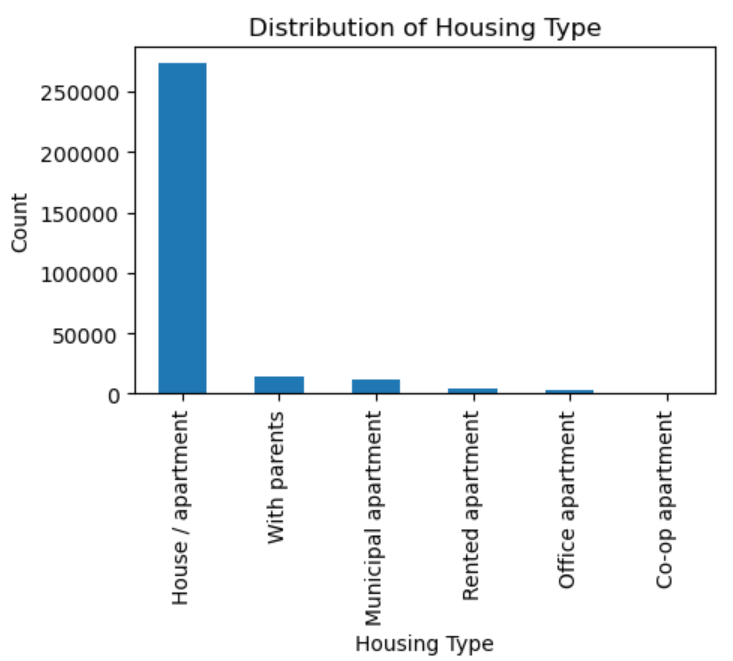 Distribution of Housing Type
Count
250000
200000
150000
100000
50000
0
House / apartment
With parents
Municipal apartment
Rented apartment
Office apartment
Co-op apartment
Housing Type